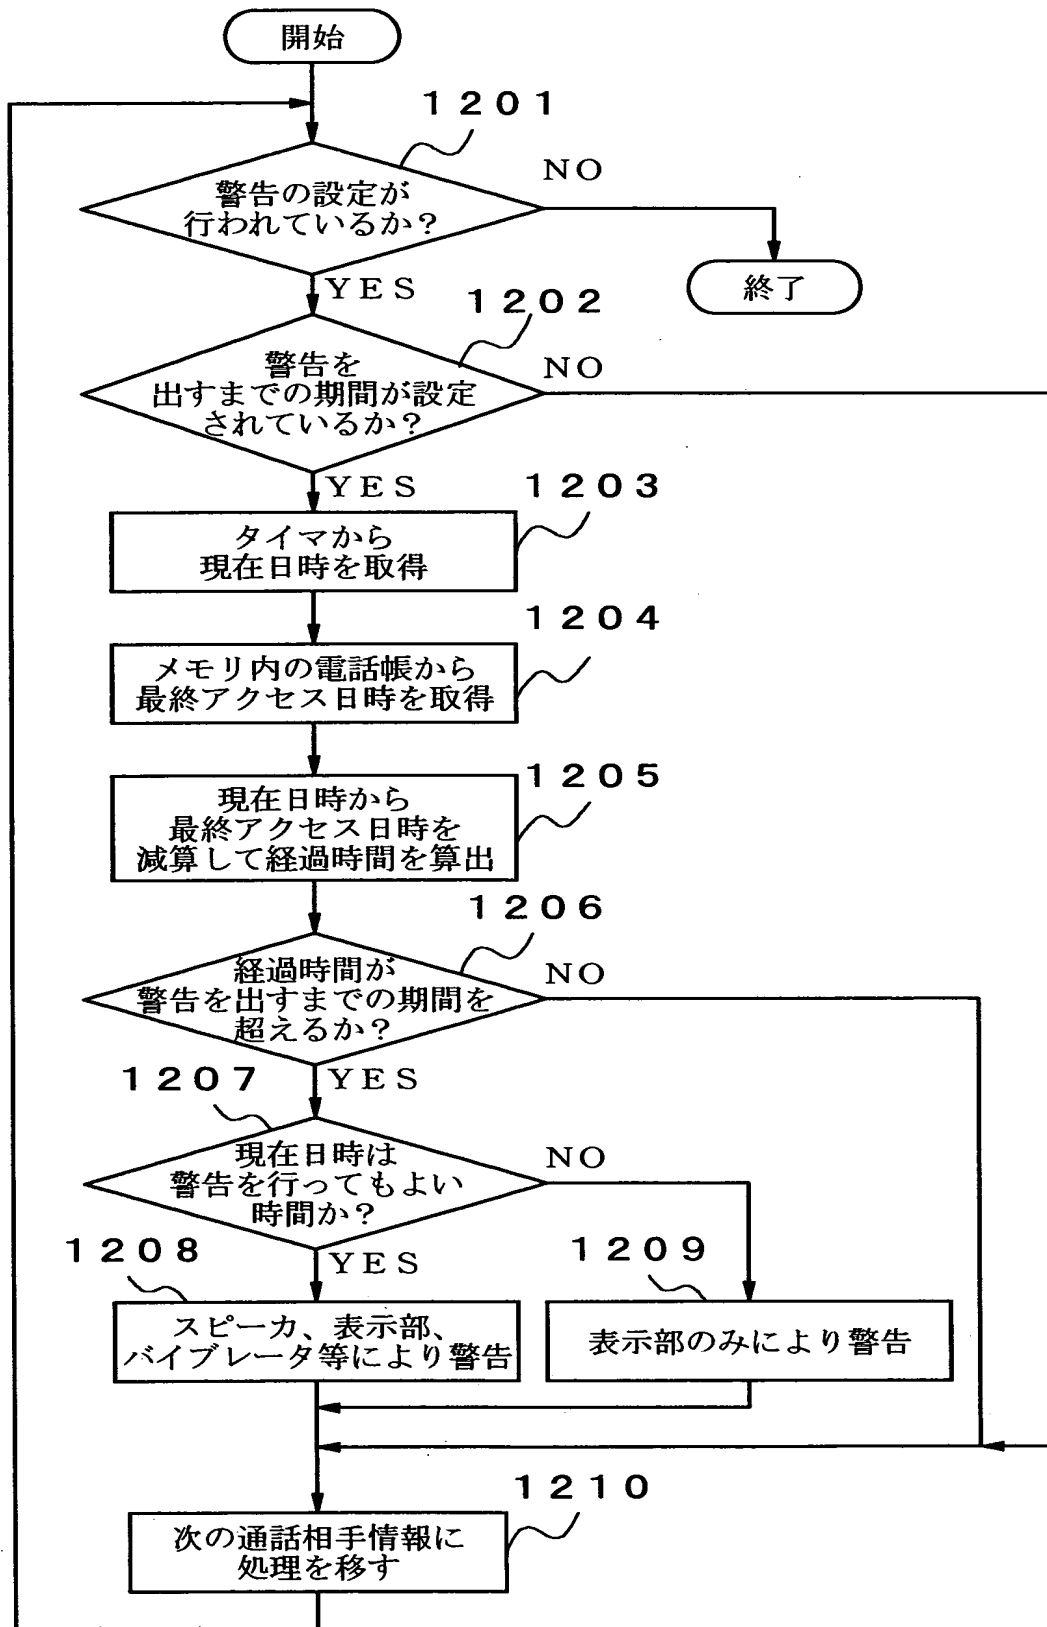 開始
1201
警告の設定が
行われているか?
NO
終了
YES
1202
警告を
出すまでの期間が設定
されているか?
NO
YES
1203
タイマから
現在日時を取得
1204
メモリ内の電話帳から
最終アクセス日時を取得
1205
現在日時から
最終アクセス日時を
減算して経過時間を算出
1206
経過時間が
警告を出すまでの期間を
超えるか?
NO
YES
1207
現在日時は
警告を行ってもよい
時間か?
NO
YES
1208
スピーカ、表示部、
バイブレータ等により警告
1209
表示部のみにより警告
1210
次の通話相手情報に
処理を移す